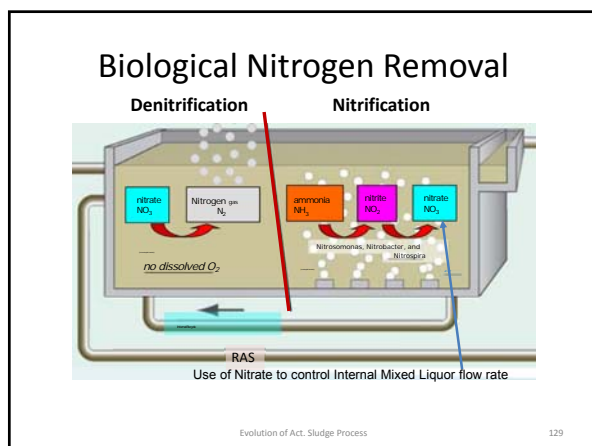 Biological Nitrogen Removal
Denitrification Nitrification
nitrate
NO3
Nitrogen gas
N2
ammonia
NH3
nitrite
NO2
nitrate
NO3
Nitrosomonas, Nitrobacter, and
Nitrospira
no dissolved O2
RAS
Use of Nitrate to control Internal Mixed Liquor flow rate
Evolution of Act. Sludge Process 129